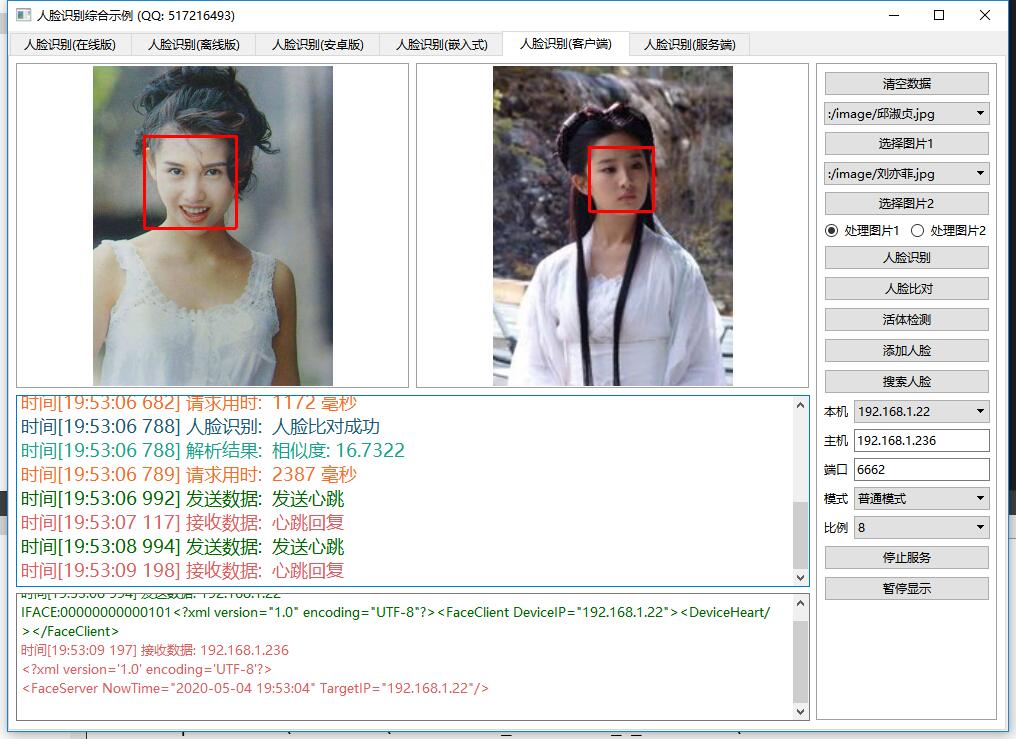 人脸识别综合示例 (QQ: 517216493)
人脸识别(在线版)
人脸识别(离线版)
人脸识别(安卓版)
人脸识别(嵌入式)
人脸识别(客户端)
人脸识别(服务端)
清空数据
:/image/邱淑贞.jpg
选择图片1
:/image/刘亦菲.jpg
选择图片2
处理图片1 处理图片2
人脸识别
人脸比对
活体检测
添加人脸
搜索人脸
本机 192.168.1.22
主机 192.168.1.236
端口 6662
模式 普通模式
比例 8
停止服务
暂停显示
时间[19:53:06 682] 请求用时: 1172 毫秒
时间[19:53:06 788] 人脸识别: 人脸比对成功
时间[19:53:06 788] 解析结果: 相似度: 16.7322
时间[19:53:06 789] 请求用时: 2387 毫秒
时间[19:53:06 992] 发送数据: 发送心跳
时间[19:53:07 117] 接收数据: 心跳回复
时间[19:53:08 994] 发送数据: 发送心跳
时间[19:53:09 198] 接收数据: 心跳回复
时间[19:53:08 994] 发送数据: 192.168.1.22
IFACE:00000000000101<?xml version="1.0" encoding="UTF-8"?><FaceClient DeviceIP="192.168.1.22"><DeviceHeart/
></FaceClient>
时间[19:53:09 197] 接收数据: 192.168.1.236
<?xml version='1.0' encoding='UTF-8'?>
<FaceServer NowTime="2020-05-04 19:53:04" TargetIP="192.168.1.22"/>